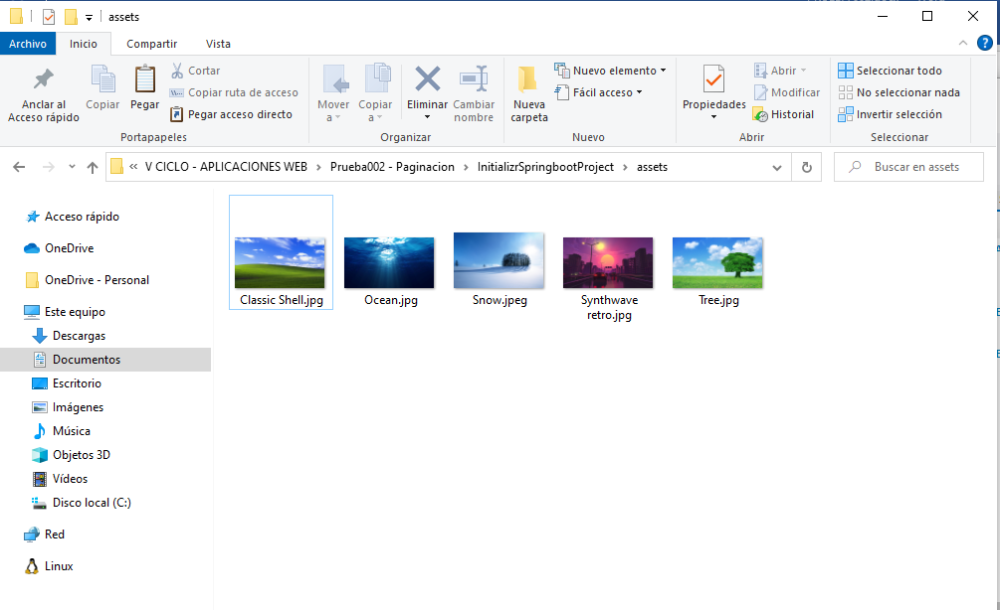 assets
Archivo Inicio Compartir Vista
Anclar al
Acceso rápido
Copiar
Pegar
Cortar
Copiar ruta de acceso
Pegar acceso directo
Portapapeles
Mover
a
Copiar
a
Eliminar
Cambiar
nombre
Organizar
Nueva
carpeta
Nuevo elemento
Fácil acceso
Nuevo
Propiedades
Abrir
Modificar
Historial
Abrir
Seleccionar todo
No seleccionar nada
Invertir selección
Seleccionar
« V CICLO - APLICACIONES WEB > Prueba002 - Paginacion > InitializrSpringbootProject > assets
Buscar en assets
Acceso rápido
OneDrive
OneDrive - Personal
Este equipo
Descargas
Documentos
Escritorio
Imágenes
Música
Objetos 3D
Vídeos
Disco local (C:)
Red
Linux
Classic Shell.jpg
Ocean.jpg
Snow.jpeg
Synthwave
retro.jpg
Tree.jpg